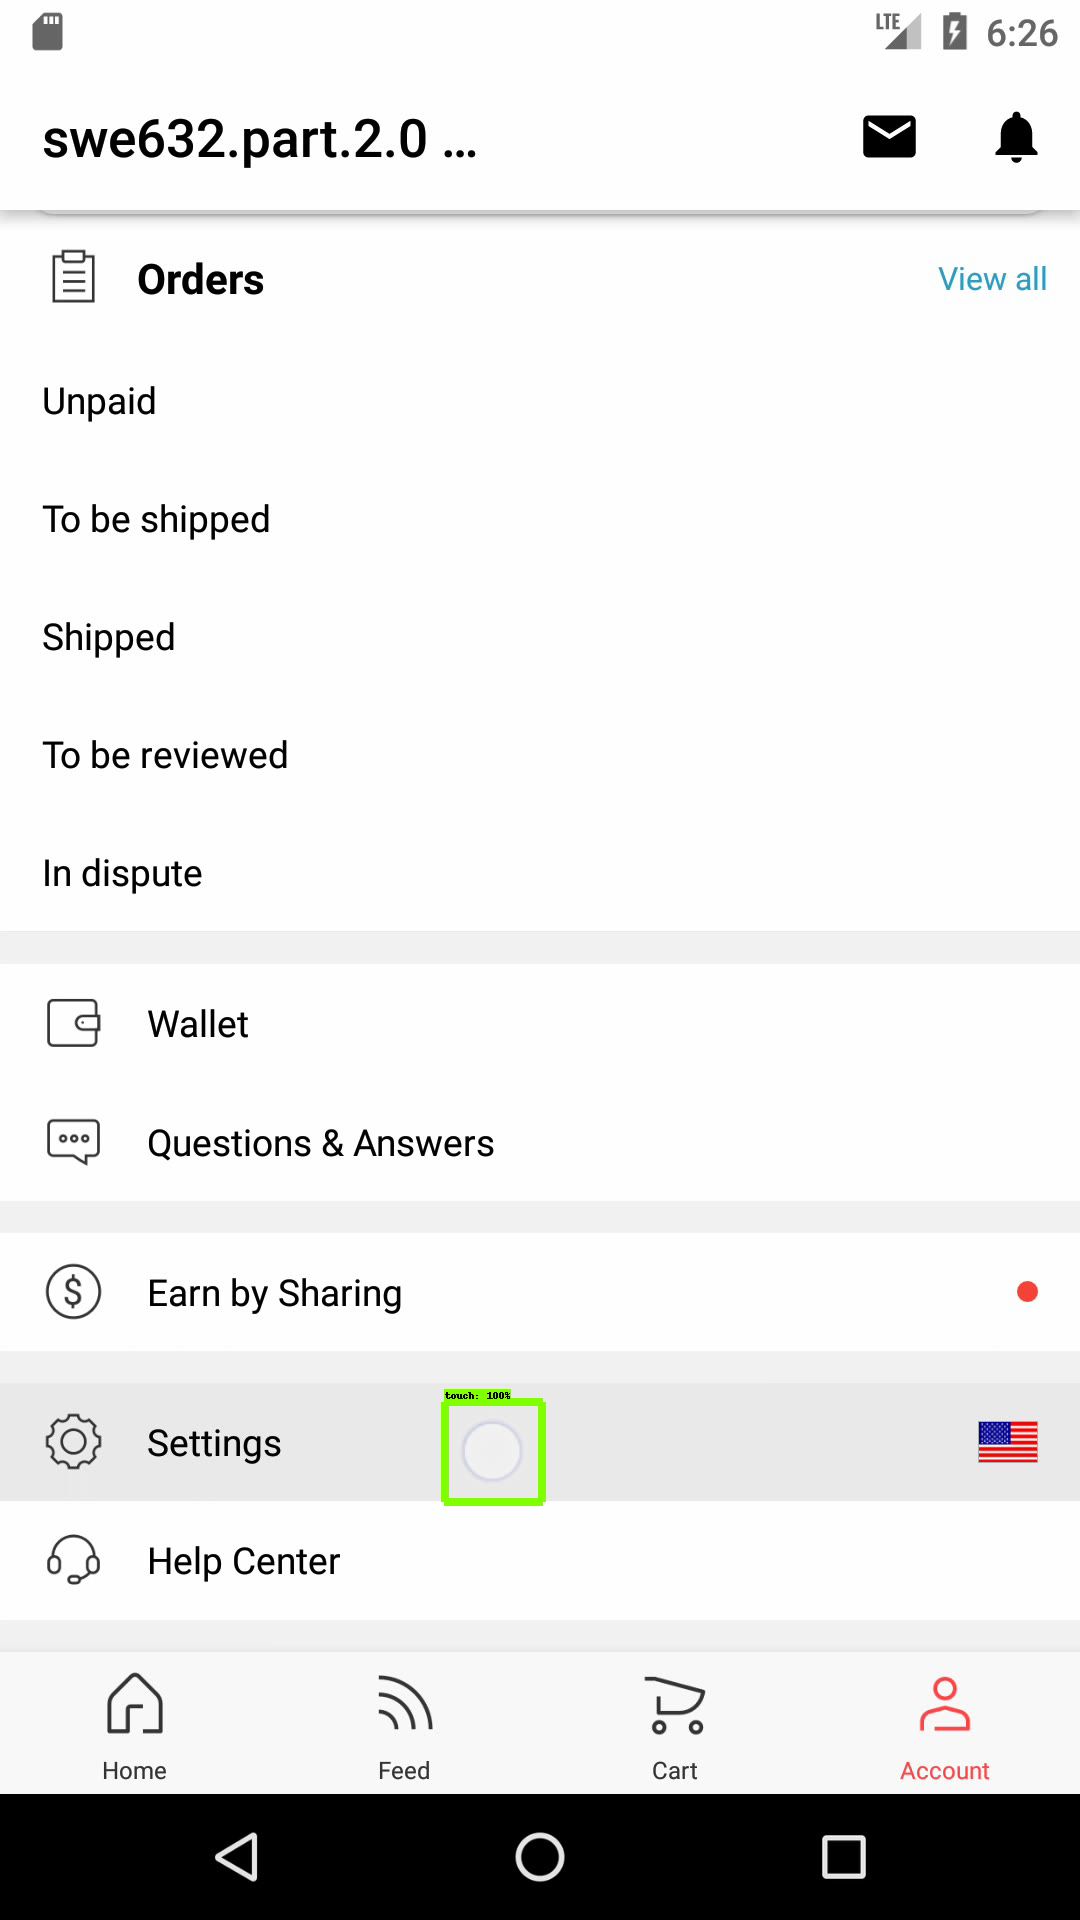 LTE 6:26
swe632.part.2.0 ...
Orders View all
Unpaid
To be shipped
Shipped
To be reviewed
In dispute
Wallet
Questions & Answers
$ Earn by Sharing
touch: 100%
Settings
Help Center
Home Feed Cart Account